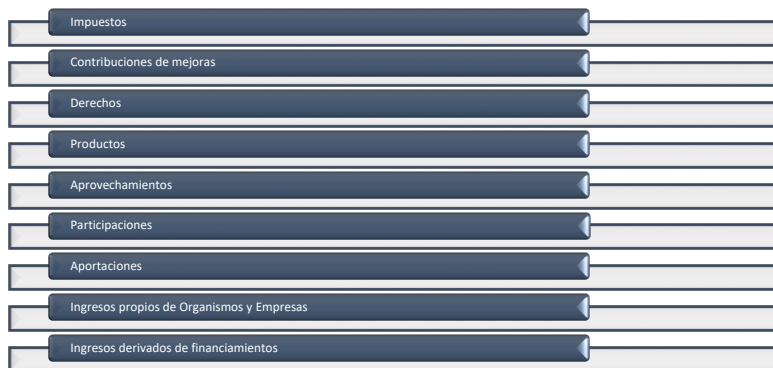 Impuestos
Contribuciones de mejoras
Derechos
Productos
Aprovechamientos
Participaciones
Aportaciones
Ingresos propios de Organismos y Empresas
Ingresos derivados de financiamientos